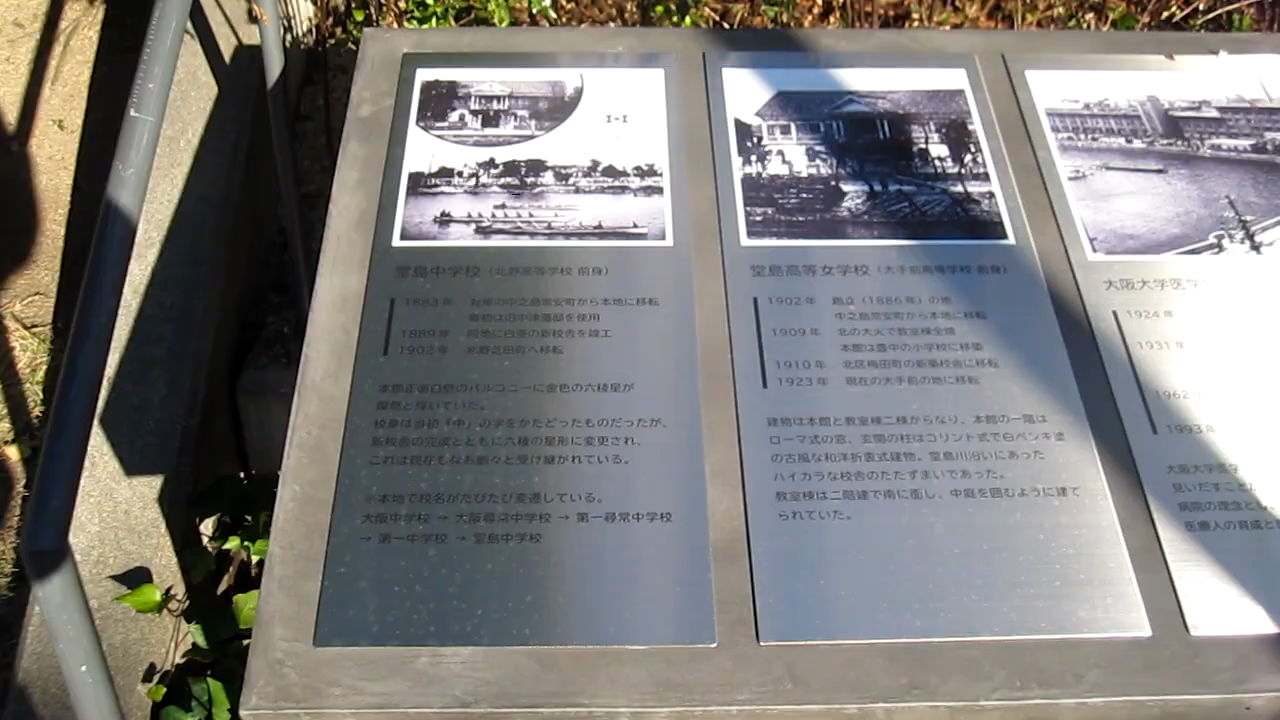 I-I
堂島中学校（北野高等学校 前身）
1883年 対岸の中之島常安町から本地に移転
最初は旧中津藩邸を使用
1889年 同地に白亜の新校舎を竣工
1902年 北野芝田町へ移転
本館正面白壁のバルコニーに金色の六稜星が
燦然と輝いていた。
校章は当初「中」の字をかたどったものだったが、
新校舎の完成とともに六稜の星形に変更され、
これは現在もなお脈々と受け継がれている。
※本地で校名がたびたび変遷している。
大阪中学校 → 大阪尋常中学校 → 第一尋常中学校
→ 第一中学校 → 堂島中学校
堂島高等女学校（大手前高等学校 前身）
1902年 創立（1886年）の地
中之島常安町から本地に移転
1909年 北の大火で教室棟全焼
本館は豊中の小学校に移築
1910年 北区梅田町の新築校舎に移転
1923年 現在の大手前の地に移転
建物は本館と教室棟二棟からなり、本館の一階は
ローマ式の窓、玄関の柱はコリント式で白ペンキ塗
の古風な和洋折衷式建物。堂島川沿いにあった
ハイカラな校舎のたたずまいであった。
教室棟は二階建で南に面し、中庭を囲むように建て
られていた。
大阪大学医学
1924年
1931年
1962
1993年
大阪大学医学
見いだすこと
病院の理念と
医療人の育成と